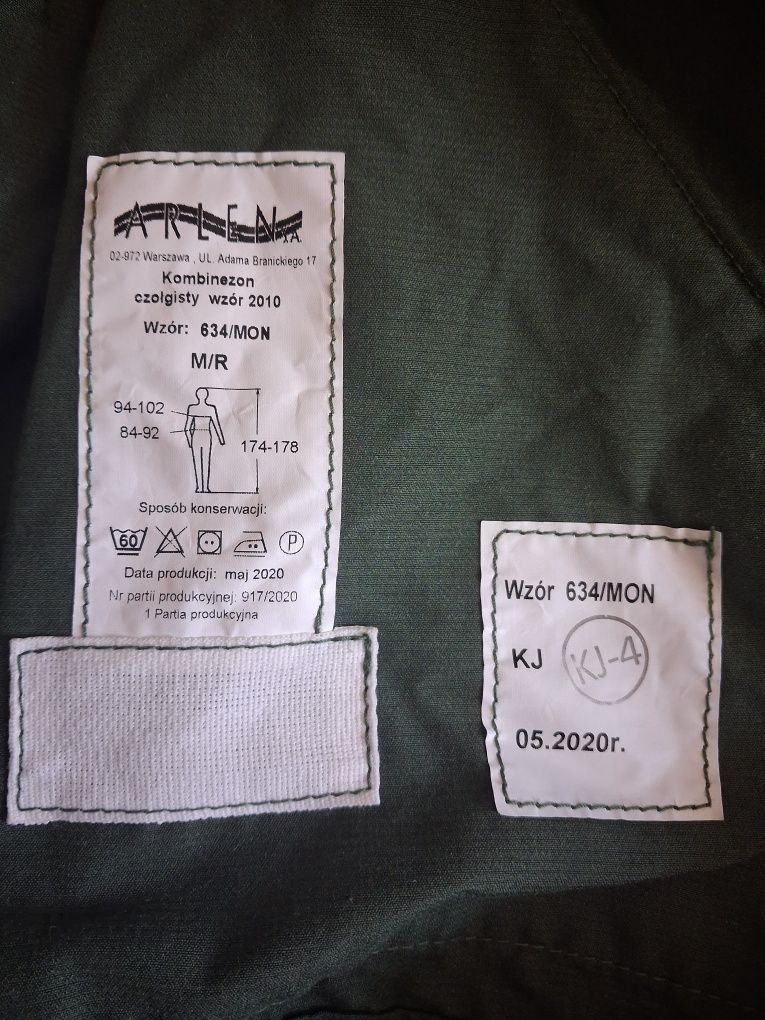 ARLEN S.A.
02-972 Warszawa , UL. Adama Branickiego 17
Kombinezon
czołgisty wzór 2010
Wzór: 634/MON
M/R
94-102
84-92
174-178
Sposób konserwacji:
60 P
Data produkcji: maj 2020
Nr partii produkcyjnej: 917/2020
1 Partia produkcyjna
Wzór 634/MON
KJ KJ-4
05.2020r.